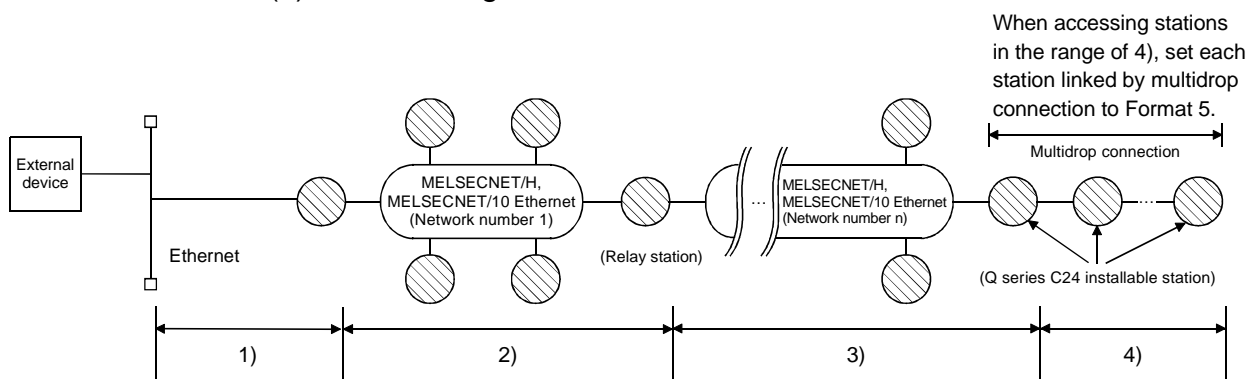 When accessing stations
in the range of 4), set each
station linked by multidrop
connection to Format 5.
Multidrop connection
External
device
MELSECNET/H,
MELSECNET/10 Ethernet
(Network number 1)
...
MELSECNET/H,
MELSECNET/10 Ethernet
(Network number n)
Ethernet
(Relay station)
(Q series C24 installable station)
1)
2)
3)
4)